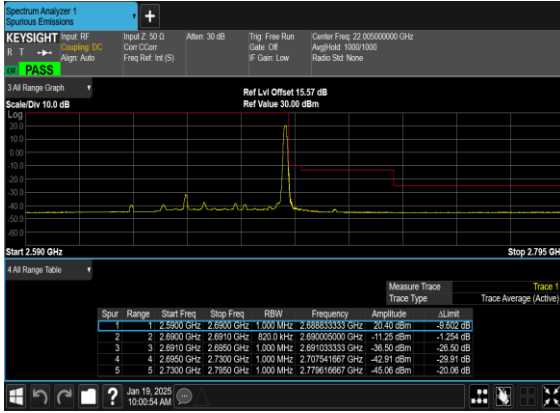 Spectrum Analyzer 1
Spurious Emissions
+
KEYSIGHT Input: RF Input Z: 50 Ω Atten: 30 dB Trig: Free Run Center Freq: 22.005000000 GHz
R T Coupling: DC Corr CCorr Gate: Off Avg|Hold: 1000/1000
Align: Auto Freq Ref: Int (S) IF Gain: Low Radio Std: None
PASS
3 All Range Graph
Ref Lvl Offset 15.57 dB
Scale/Div 10.0 dB Ref Value 30.00 dBm
Log
20.0
10.0
0.00
-10.0
-20.0
-30.0
-40.0
-50.0
-60.0
Start 2.590 GHz Stop 2.795 GH
4 All Range Table
Measure Trace Trace 1
Trace Type Trace Average (Active)
Spur Range Start Freq Stop Freq RBW Frequency Amplitude ΔLimit
1 1 2.5900 GHz 2.6900 GHz 1.000 MHz 2.688833333 GHz 20.40 dBm -9.602 dB
2 2 2.6900 GHz 2.6910 GHz 820.0 kHz 2.690005000 GHz -11.25 dBm -1.254 dB
3 3 2.6910 GHz 2.6950 GHz 1.000 MHz 2.691033333 GHz -36.50 dBm -26.50 dB
4 4 2.6950 GHz 2.7300 GHz 1.000 MHz 2.707541667 GHz -42.91 dBm -29.91 dB
5 5 2.7300 GHz 2.7950 GHz 1.000 MHz 2.779616667 GHz -45.06 dBm -20.06 dB
?
Jan 19, 2025
10:00:54 AM